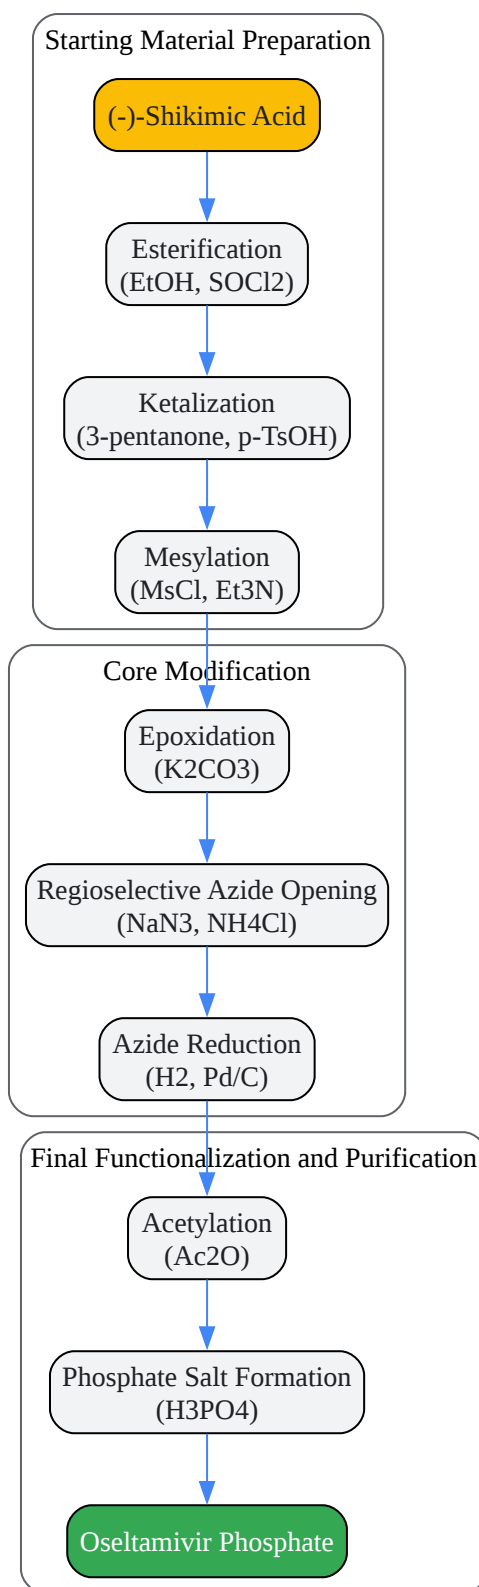 Starting Material Preparation
(-)-Shikimic Acid
Esterification
(EtOH, SOCl2)
Ketalization
(3-pentanone, p-TsOH)
Mesylation
(MsCl, Et3N)
Core Modification
Epoxidation
(K2CO3)
Regioselective Azide Opening
(NaN3, NH4Cl)
Azide Reduction
(H2, Pd/C)
Final Functionalization and Purification
Acetylation
(Ac2O)
Phosphate Salt Formation
(H3PO4)
Oseltamivir Phosphate